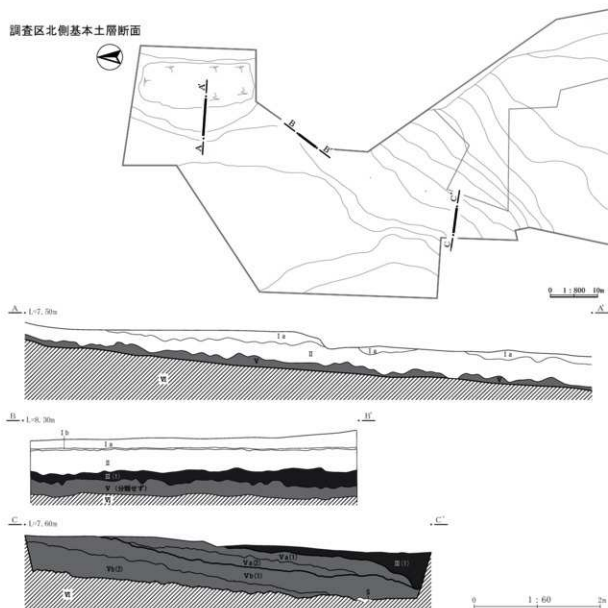 調査区北側基本土層断面
A A'
B B'
C C'
0 1:800 10m
A L=7,50m A'
Ⅰa
Ⅱ
Ⅰa
Ⅰa
Ⅴ
Ⅴ
Ⅵ
B L=8,30m B'
Ⅰb
Ⅰa
Ⅱ
Ⅲ(1)
Ⅴ (分層せず)
Ⅵ
C L=7,60m C'
Ⅲ(1)
Ⅴa(1)
Ⅴa(2)
Ⅴb(2)
Ⅴb(3)
Ⅵ
0 1:60 2m